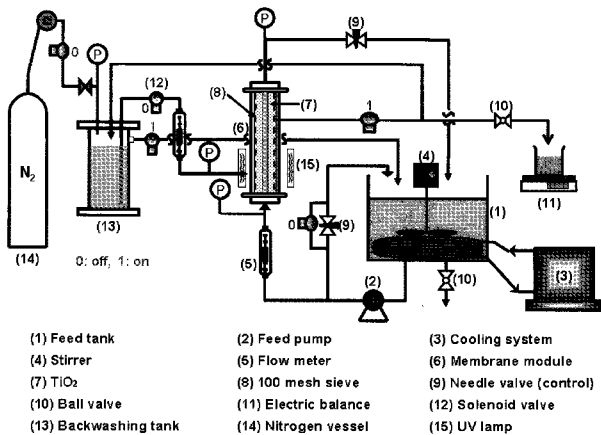 P
(9)
0
P
(12)
0
(8)
(7)
1
(10)
1
(6)
N2
P
(15)
(4)
P
(1)
(11)
(13)
0
(9)
(3)
(14)
0: off, 1: on
(5)
(2)
(10)
(1) Feed tank (2) Feed pump (3) Cooling system
(4) Stirrer (5) Flow meter (6) Membrane module
(7) TiO2 (8) 100 mesh sieve (9) Needle valve (control)
(10) Ball valve (11) Electric balance (12) Solenoid valve
(13) Backwashing tank (14) Nitrogen vessel (15) UV lamp